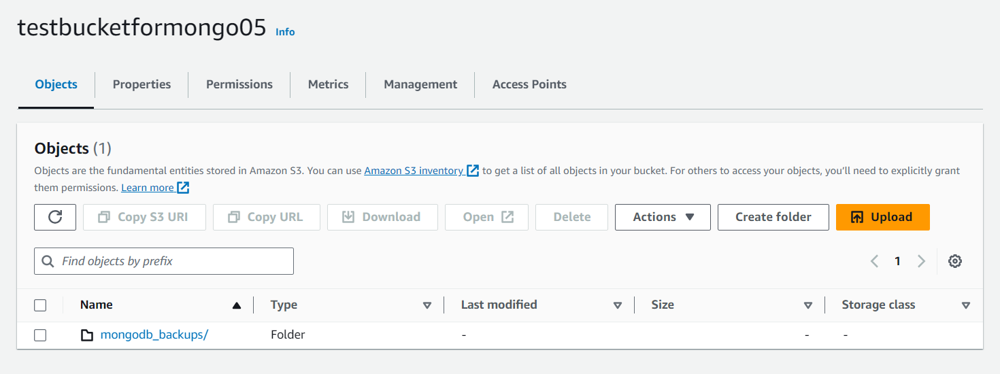 testbucketformongo05 Info
Objects Properties Permissions Metrics Management Access Points
Objects (1)
Objects are the fundamental entities stored in Amazon S3. You can use Amazon S3 inventory to get a list of all objects in your bucket. For others to access your objects, you’ll need to explicitly grant
them permissions. Learn more
Copy S3 URI Copy URL Download Open Delete Actions Create folder Upload
Find objects by prefix 1
Name Type Last modified Size Storage class
mongodb_backups/ Folder - - -